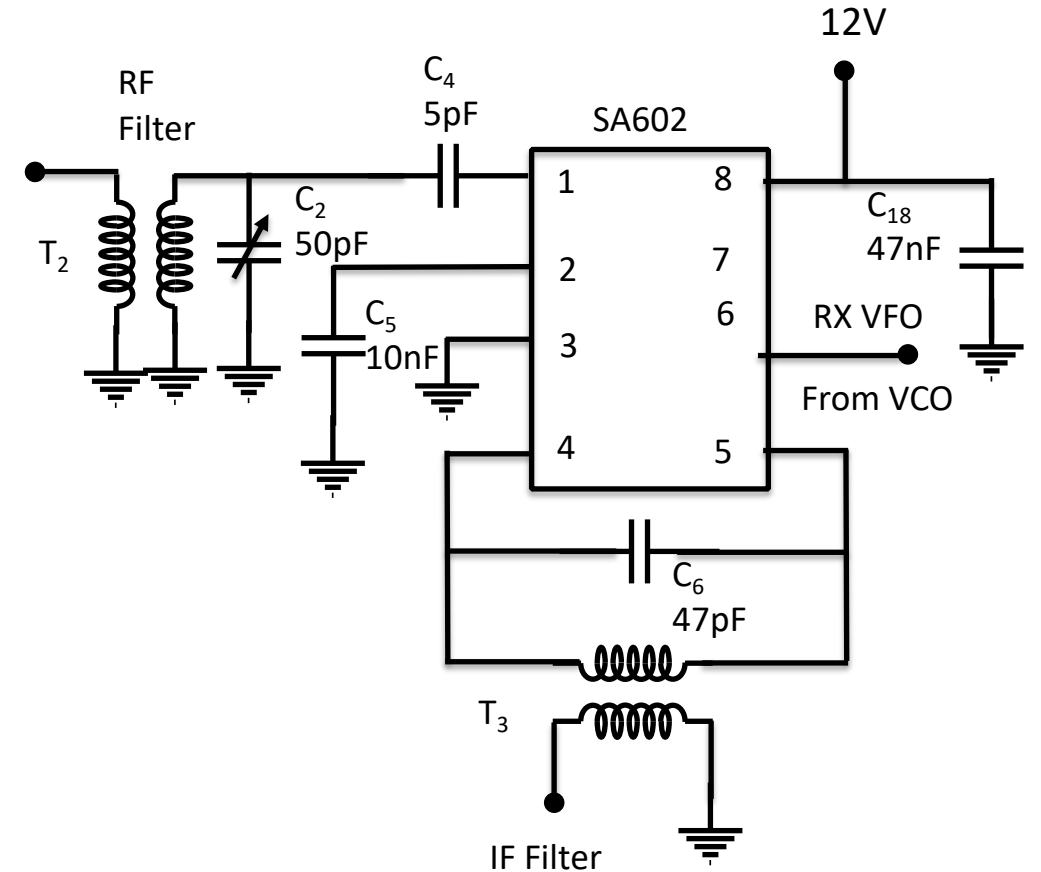 12V
RF
Filter
C₄
5pF
SA602
T₂
C₂
50pF
1
8
C₁₈
47nF
2
7
C₅
10nF
3
6
RX VFO
From VCO
4
5
C₆
47pF
T₃
IF Filter